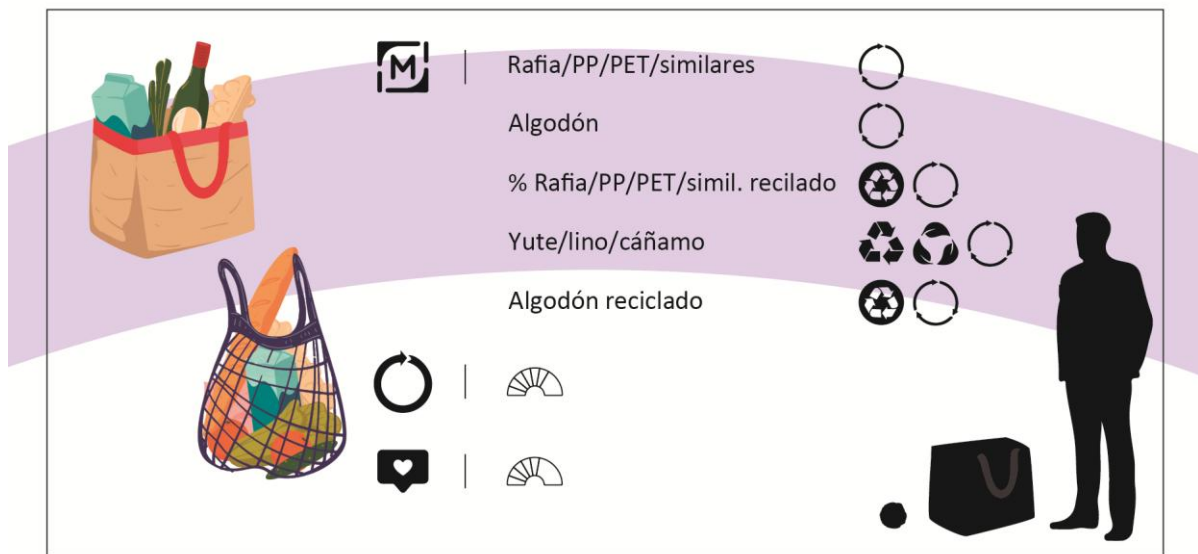 M
Rafia/PP/PET/similares
Algodón
% Rafia/PP/PET/simil. recilado
Yute/lino/cáñamo
Algodón reciclado